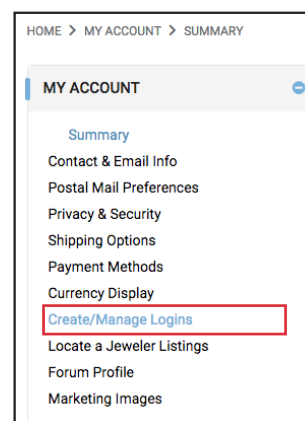 HOME > MY ACCOUNT > SUMMARY
MY ACCOUNT
Summary
Contact & Email Info
Postal Mail Preferences
Privacy & Security
Shipping Options
Payment Methods
Currency Display
Create/Manage Logins
Locate a Jeweler Listings
Forum Profile
Marketing Images